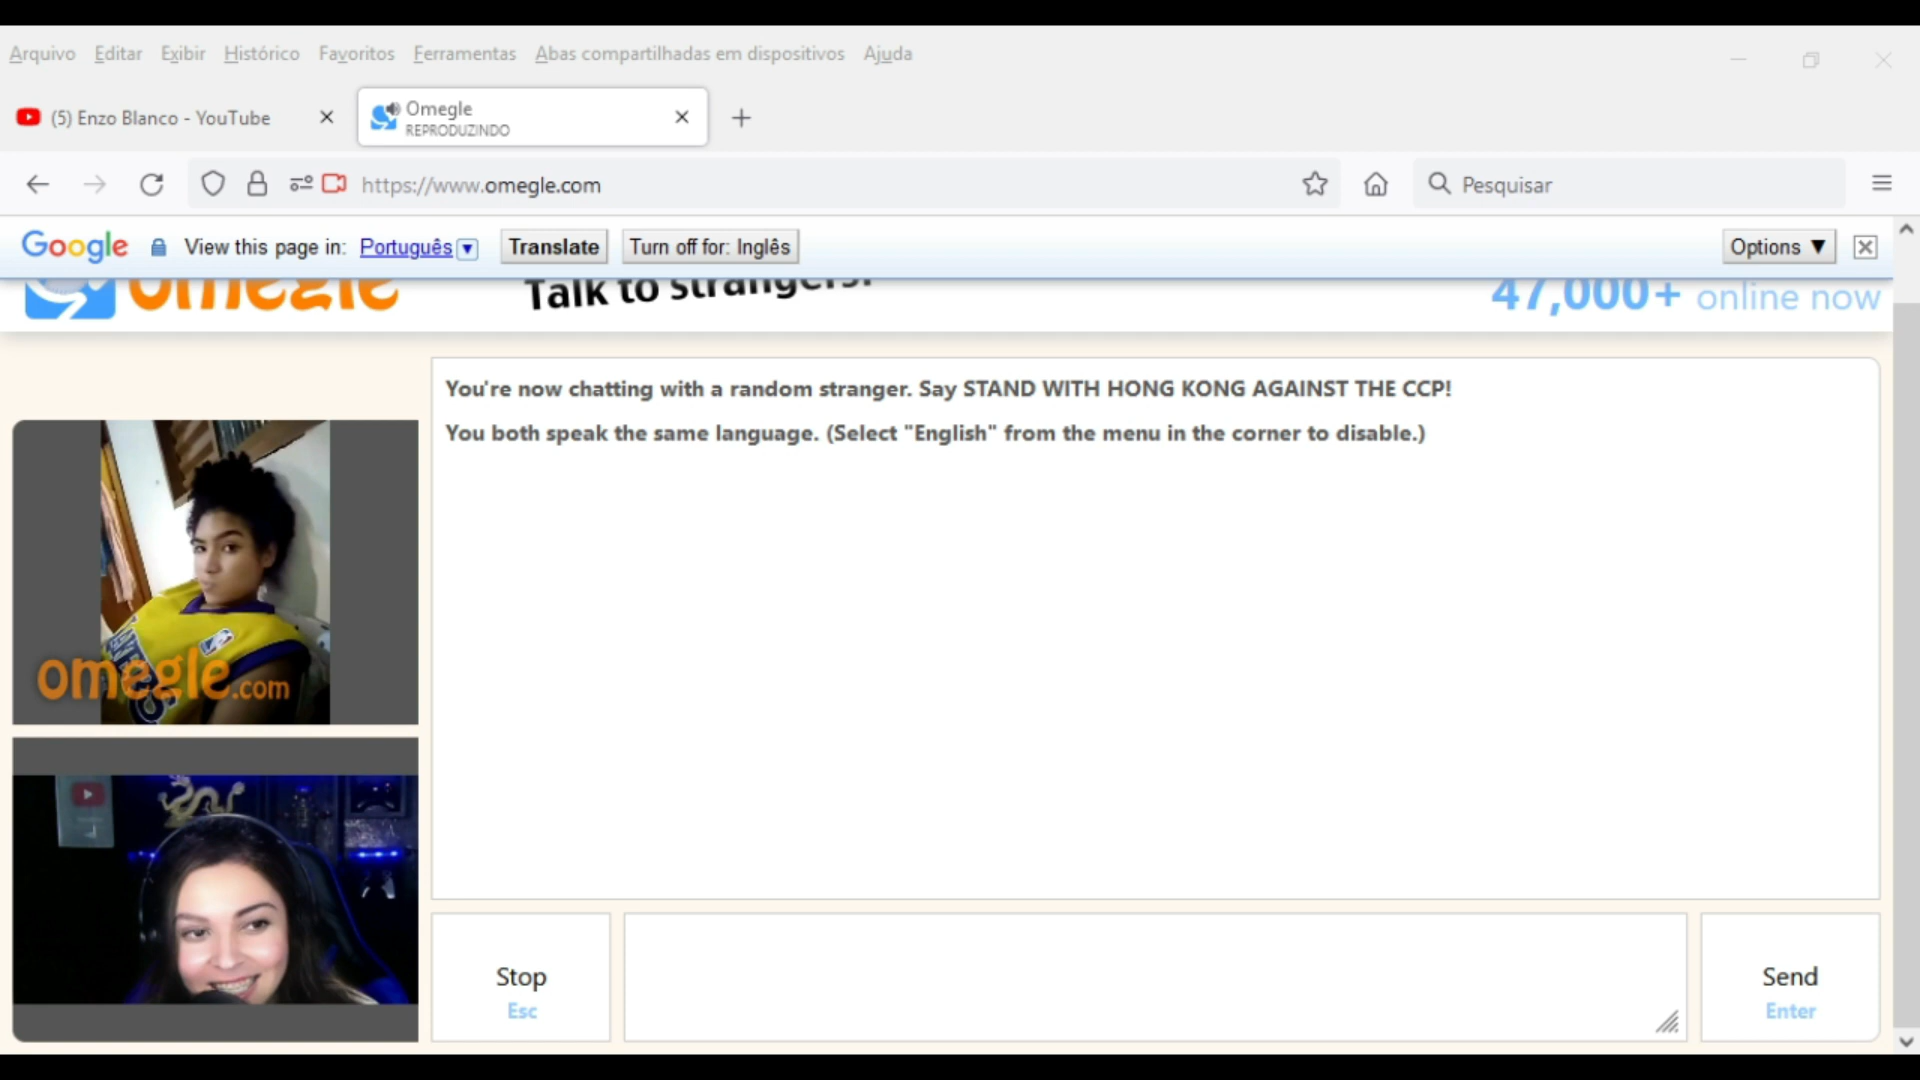 Arquivo Editar Exibir Histórico Favoritos Ferramentas Abas compartilhadas em dispositivos Ajuda
(5) Enzo Blanco - YouTube
Omegle
REPRODUZINDO
https://www.omegle.com
Pesquisar
Google View this page in: Português Translate Turn off for: Inglês Options
omegle Talk to strangers! 47,000+ online now
You're now chatting with a random stranger. Say STAND WITH HONG KONG AGAINST THE CCP!
You both speak the same language. (Select "English" from the menu in the corner to disable.)
omegle.com
Stop
Esc
Send
Enter